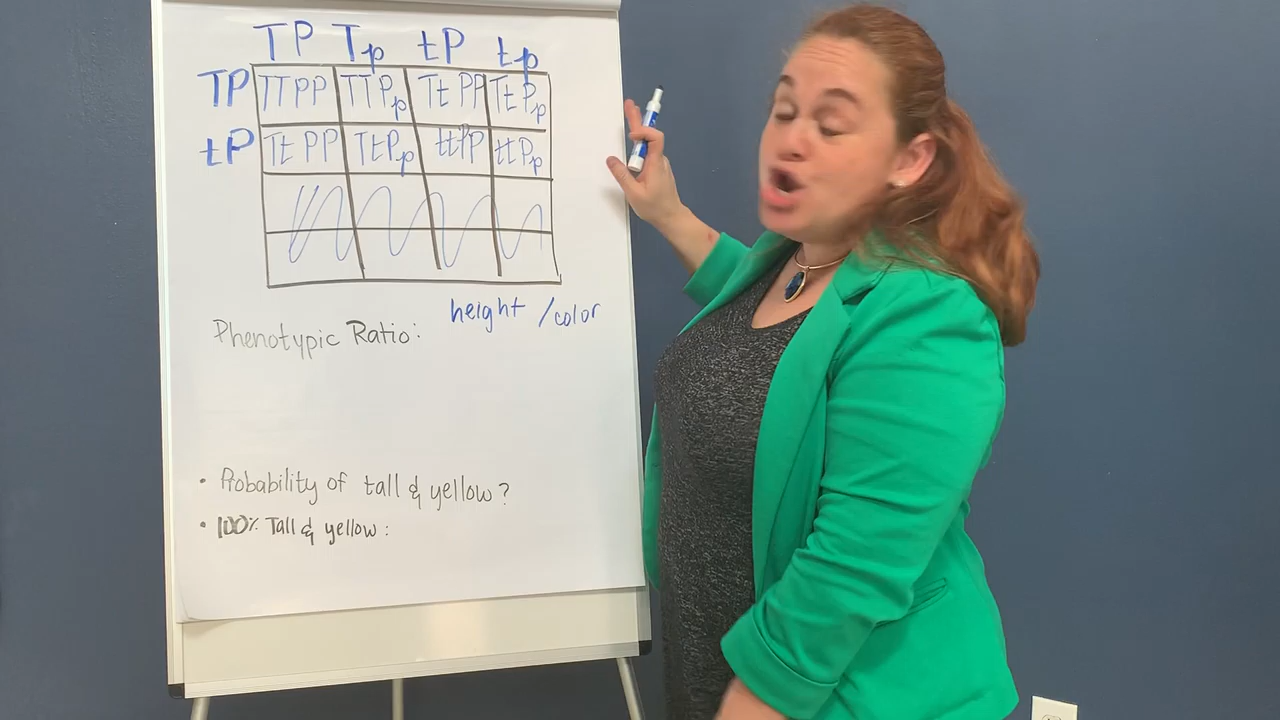 TP Tp tP tp
TP TTPP TTPp TtPP TtPp
tP TtPP TtPp ttPP ttPp
height /color
Phenotypic Ratio:
• Probability of tall & yellow?
• 100% Tall & yellow: